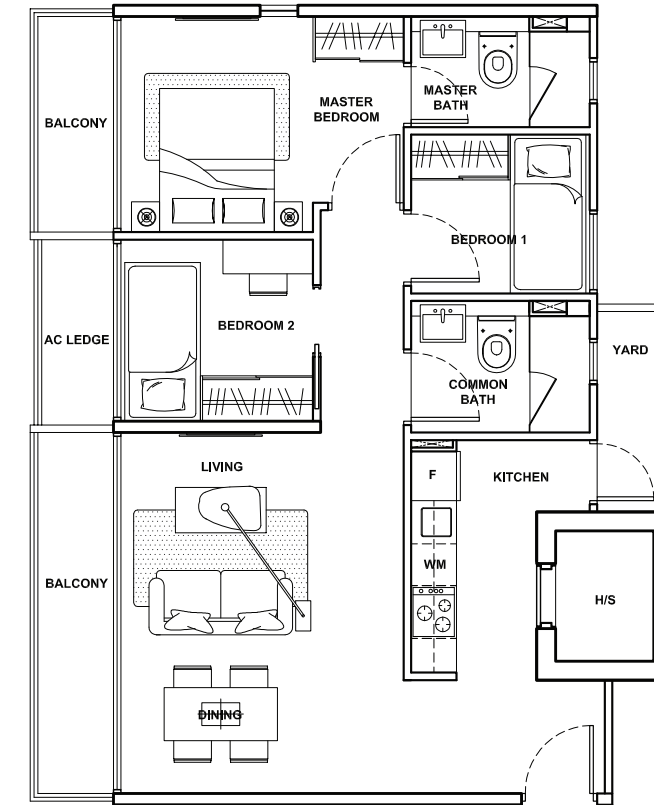 BALCONY
MASTER
BEDROOM
MASTER
BATH
BEDROOM 1
AC LEDGE
BEDROOM 2
YARD
COMMON
BATH
LIVING
F
KITCHEN
WM
BALCONY
H/S
DINING